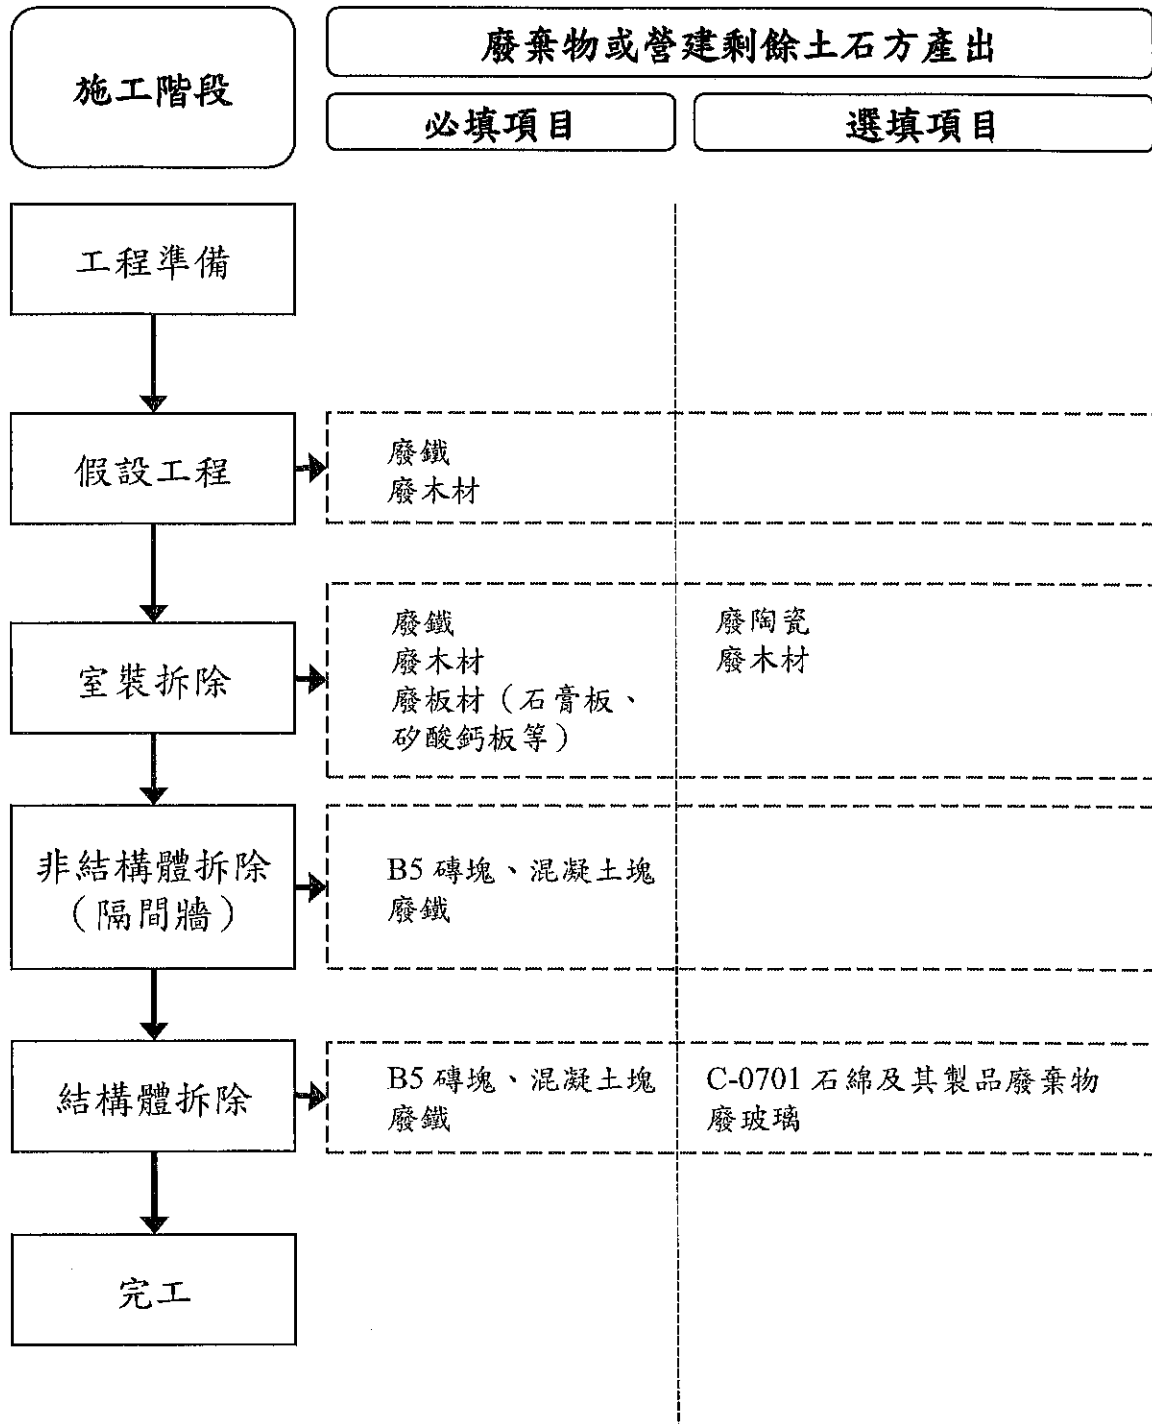 施工階段
廢棄物或營建剩餘土石方產出
必填項目
選填項目
工程準備
假設工程
廢鐵
廢木材
室裝拆除
廢鐵
廢木材
廢板材（石膏板、
矽酸鈣板等）
廢陶瓷
廢木材
非結構體拆除
（隔間牆）
B5 磚塊、混凝土塊
廢鐵
結構體拆除
B5 磚塊、混凝土塊
廢鐵
C-0701 石綿及其製品廢棄物
廢玻璃
完工